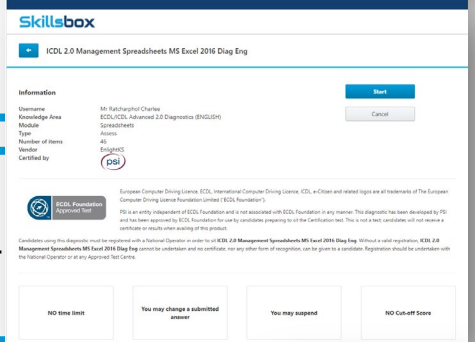 Skillsbox
ICDL 2.0 Management Spreadsheets MS Excel 2016 Diag Eng
Information
Start
Username Mr Ratcharphol Charlee
Cancel
Knowledge Area ECDL/ICDL Advanced 2.0 Diagnostics (ENGLISH)
Module Spreadsheets
Type Assess
Number of items 45
Vendor EnlightKS
Certified by psi
ECDL Foundation
Approved Test
European Computer Driving Licence, ECDL, International Computer Driving Licence, ICDL, e-Citizen and related logos are all trademarks of The European
Computer Driving Licence Foundation Limited ("ECDL Foundation").
PSI is an entity independent of ECDL Foundation and is not associated with ECDL Foundation in any manner. This diagnostic has been developed by PSI
and has been approved by ECDL Foundation for use by candidates preparing to sit the Certification test. This is not a test; candidates will not receive a
certificate or results when availing of this product.
Candidates using this diagnostic must be registered with a National Operator in order to sit ICDL 2.0 Management Spreadsheets MS Excel 2016 Diag Eng. Without a valid registration, ICDL 2.0
Management Spreadsheets MS Excel 2016 Diag Eng cannot be undertaken and no certificate, nor any other form of recognition, can be given to a candidate. Registration should be undertaken with
the National Operator or at any Approved Test Centre.
NO time limit
You may change a submitted
answer
You may suspend
NO Cut-off Score